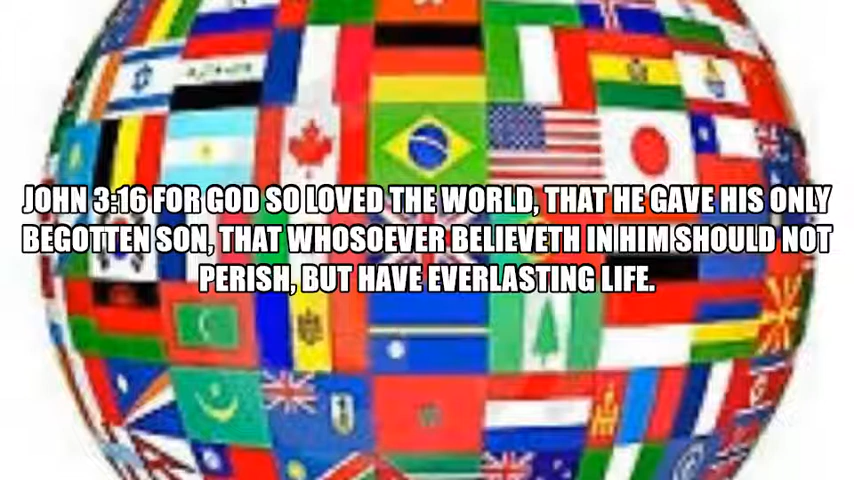 JOHN 3:16 FOR GOD SO LOVED THE WORLD, THAT HE GAVE HIS ONLY
BEGOTTEN SON, THAT WHOSOEVER BELIEVETH IN HIM SHOULD NOT
PERISH, BUT HAVE EVERLASTING LIFE.